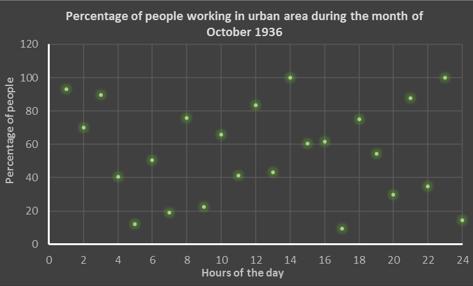 Percentage of people working in urban area during the month of
October 1936
120
100
80
60
40
20
0
Percentage of people
0 2 4 6 8 10 12 14 16 18 20 22 24
Hours of the day